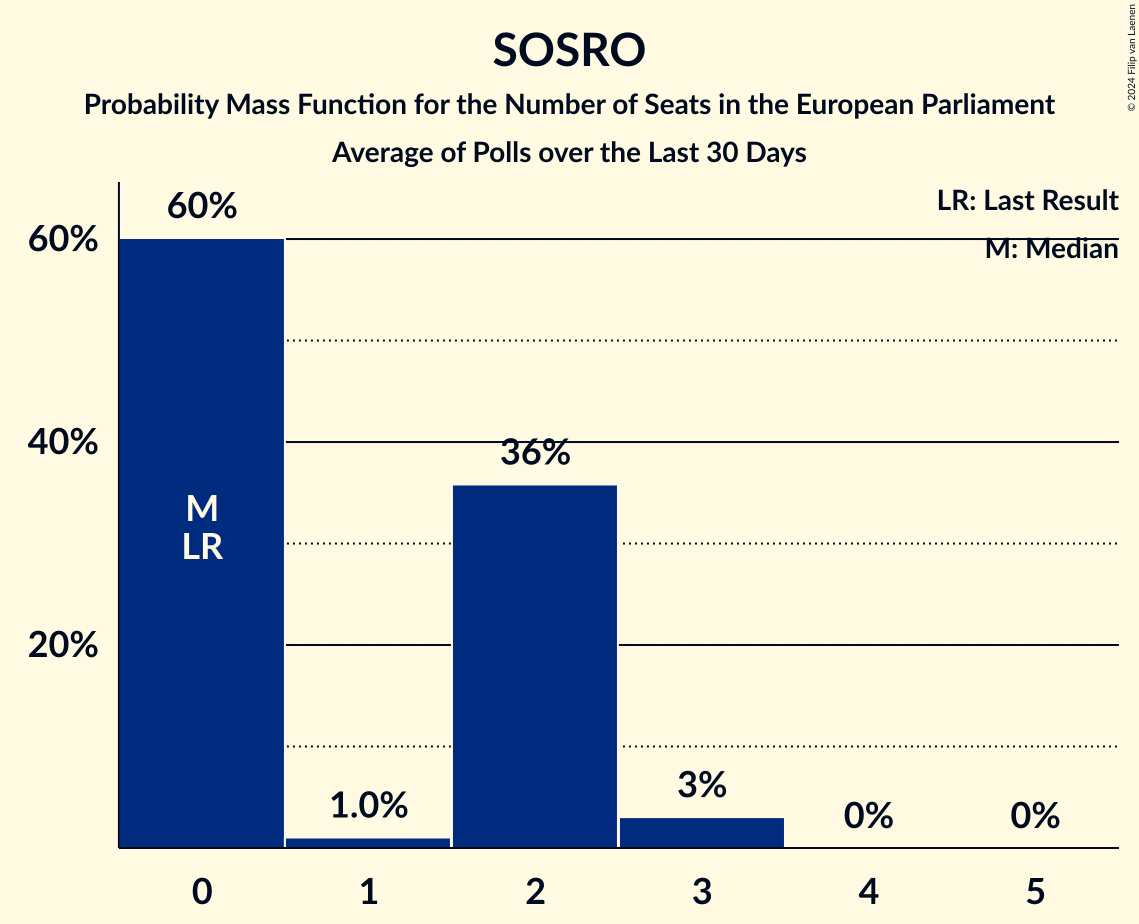 SOSRO
Probability Mass Function for the Number of Seats in the European Parliament
Average of Polls over the Last 30 Days
© 2024 Filip van Laenen
LR: Last Result
M: Median
60%
40%
20%
60%
M
LR
1.0%
36%
3%
0%
0%
0
1
2
3
4
5